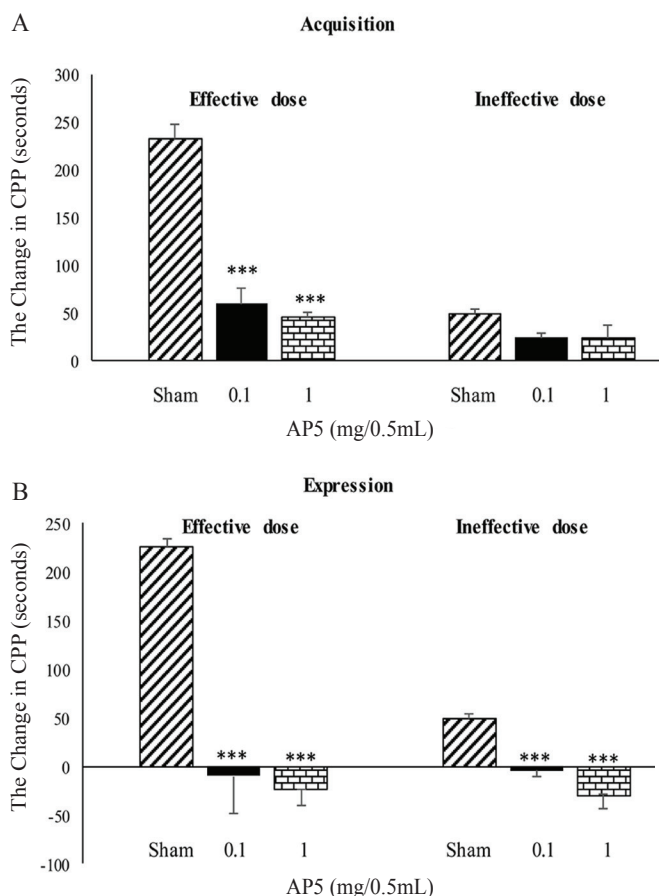 A
Acquisition
300
250
200
150
100
50
0
The Change in CPP (seconds)
Effective dose
Ineffective dose
***
***
Sham 0.1 1 Sham 0.1 1
AP5 (mg/0.5mL)
B
Expression
250
200
150
100
50
0
-50
-100
The Change in CPP (seconds)
Effective dose
Ineffective dose
*** *** *** ***
Sham 0.1 1 Sham 0.1 1
AP5 (mg/0.5mL)